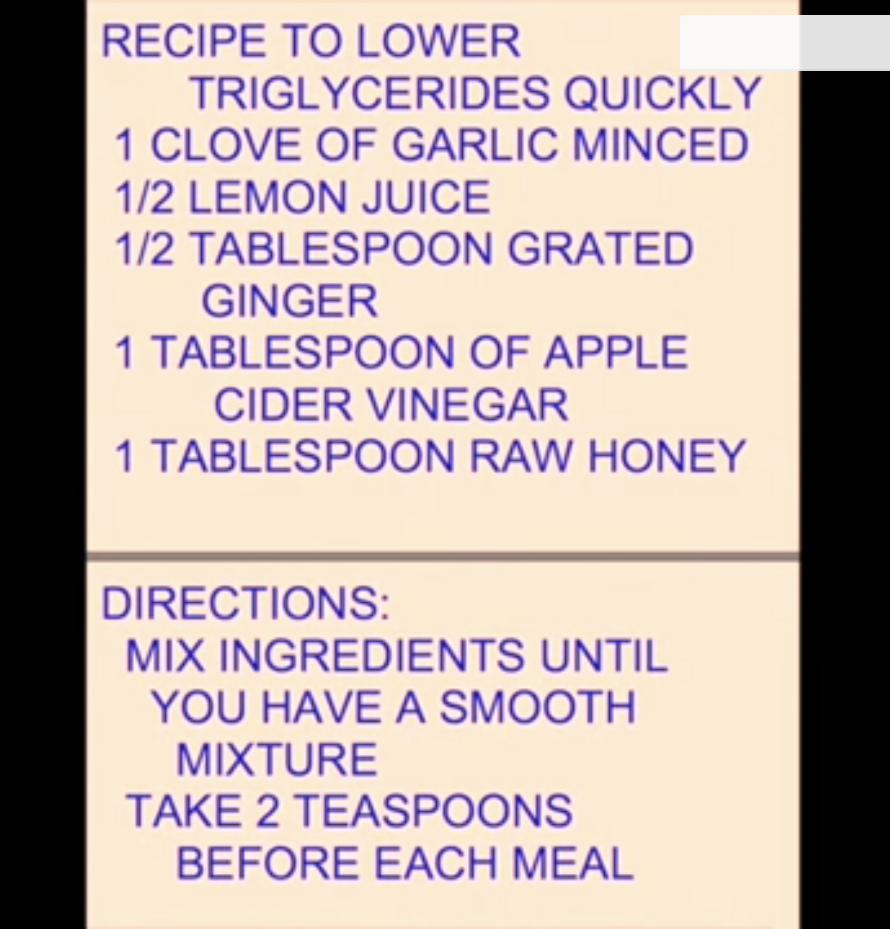 RECIPE TO LOWER
TRIGLYCERIDES QUICKLY
1 CLOVE OF GARLIC MINCED
1/2 LEMON JUICE
1/2 TABLESPOON GRATED
GINGER
1 TABLESPOON OF APPLE
CIDER VINEGAR
1 TABLESPOON RAW HONEY
DIRECTIONS:
MIX INGREDIENTS UNTIL
YOU HAVE A SMOOTH
MIXTURE
TAKE 2 TEASPOONS
BEFORE EACH MEAL